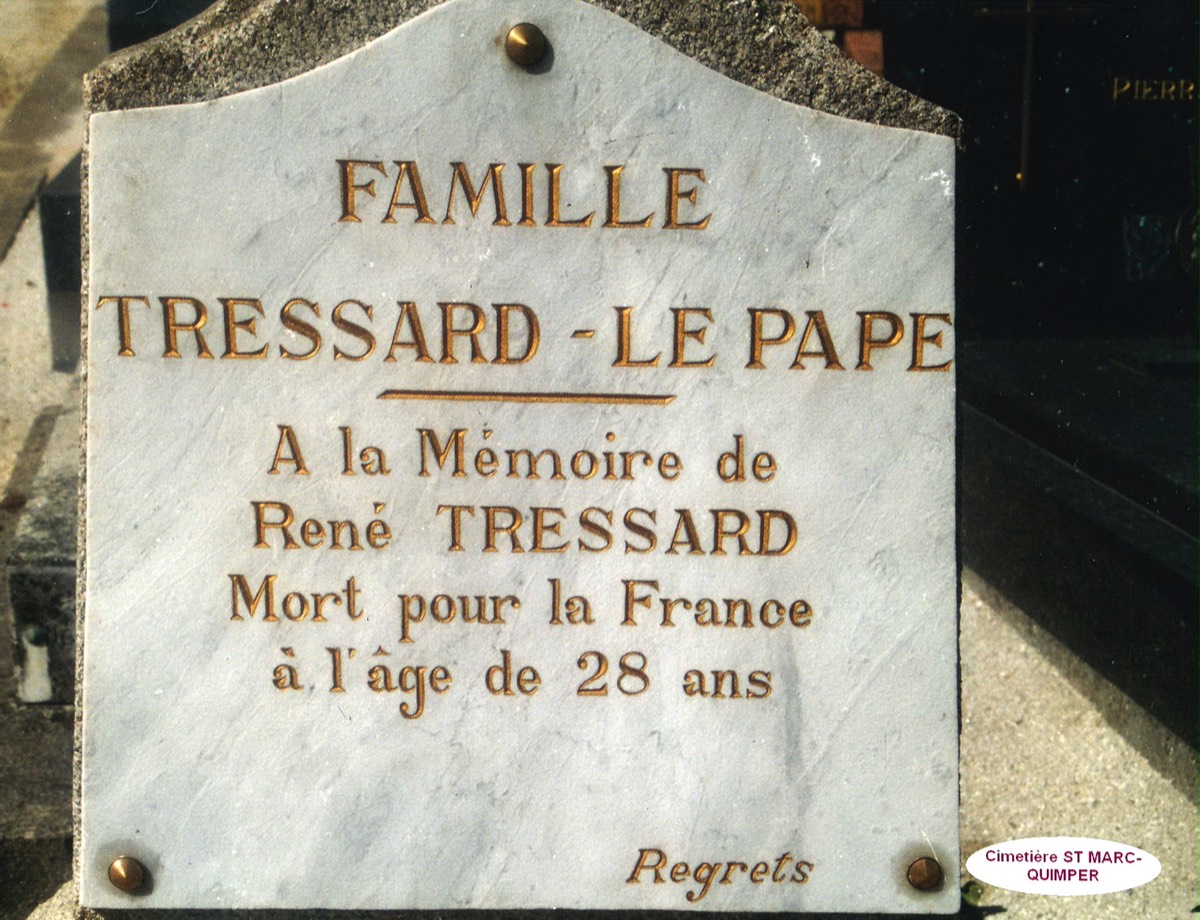 FAMILLE
TRESSARD - LE PAPE
A la Mémoire de
René TRESSARD
Mort pour la France
à l'âge de 28 ans
Regrets
PIERR
Cimetière ST MARC-
QUIMPER